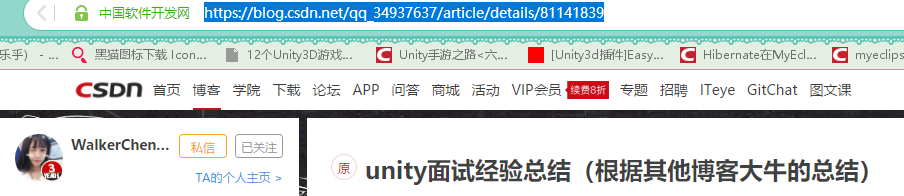 中国软件开发网 https://blog.csdn.net/qq_34937637/article/details/81141839
乐乎） - ... 黑猫图标下载 Icon... 12个Unity3D游戏... Unity手游之路<六... [Unity3d插件]Easy... Hibernate在MyEcl... myeclips
CSDN 首页 博客 学院 下载 论坛 APP 问答 商城 活动 VIP会员 续费8折 专题 招聘 ITeye GitChat 图文课
WalkerChen... 私信 已关注
3 YEARS
TA的个人主页 >
原 unity面试经验总结（根据其他博客大牛的总结）